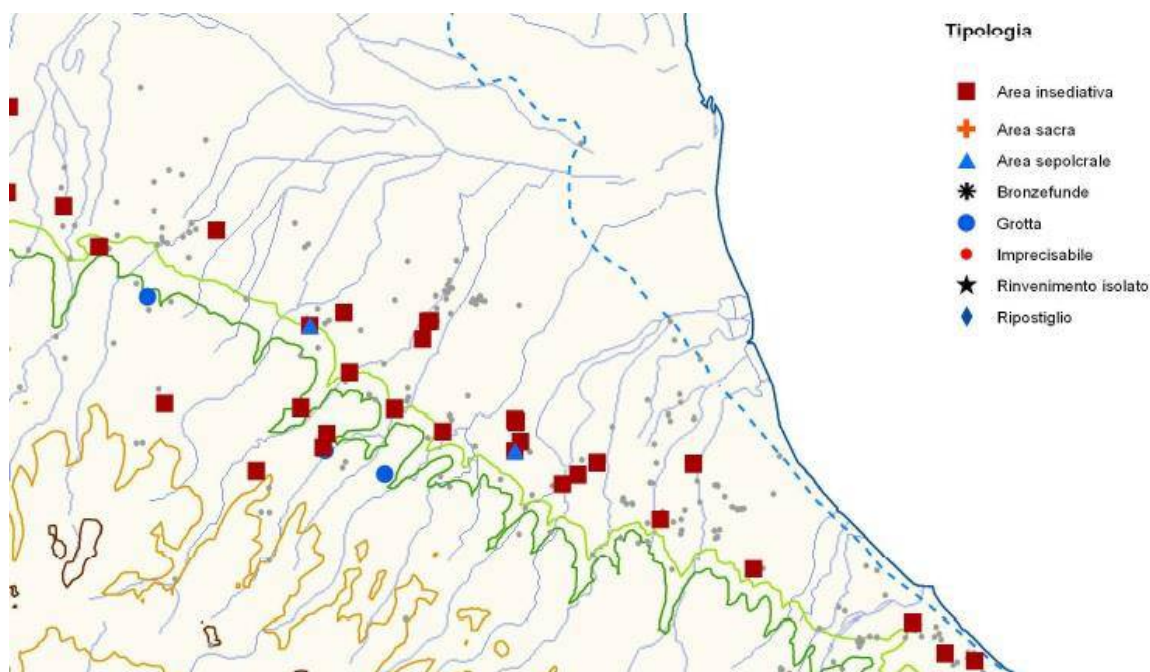 Tipologia
Area insediativa
Area sacra
Area sepolcrale
Bronzefunde
Grotta
Imprecisabile
Rinvenimento isolato
Ripostiglio